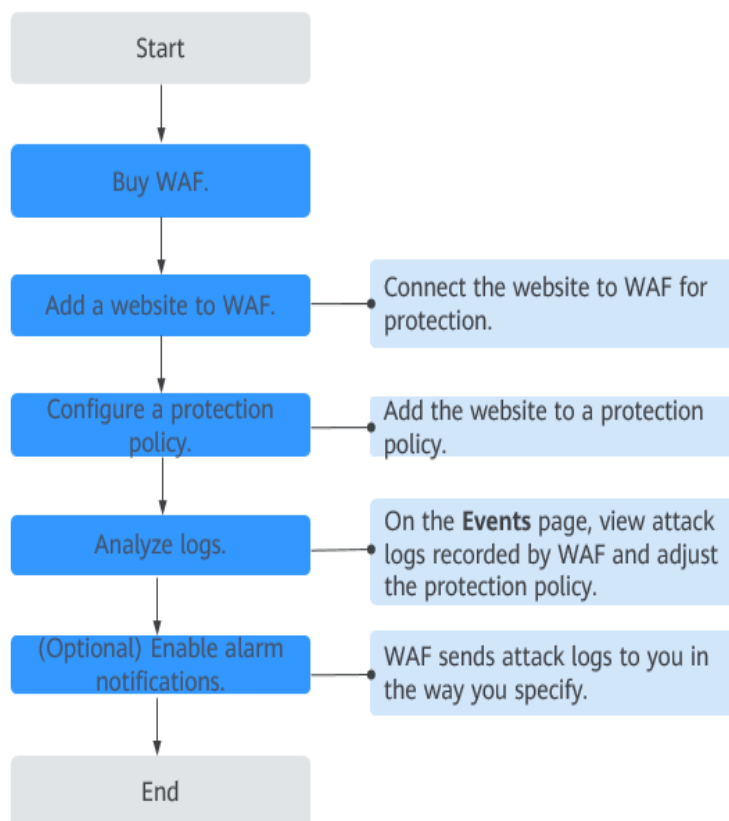 Start
Buy WAF.
Add a website to WAF.
Connect the website to WAF for
protection.
Configure a protection
policy.
Add the website to a protection
policy.
Analyze logs.
On the Events page, view attack
logs recorded by WAF and adjust
the protection policy.
(Optional) Enable alarm
notifications.
WAF sends attack logs to you in
the way you specify.
End